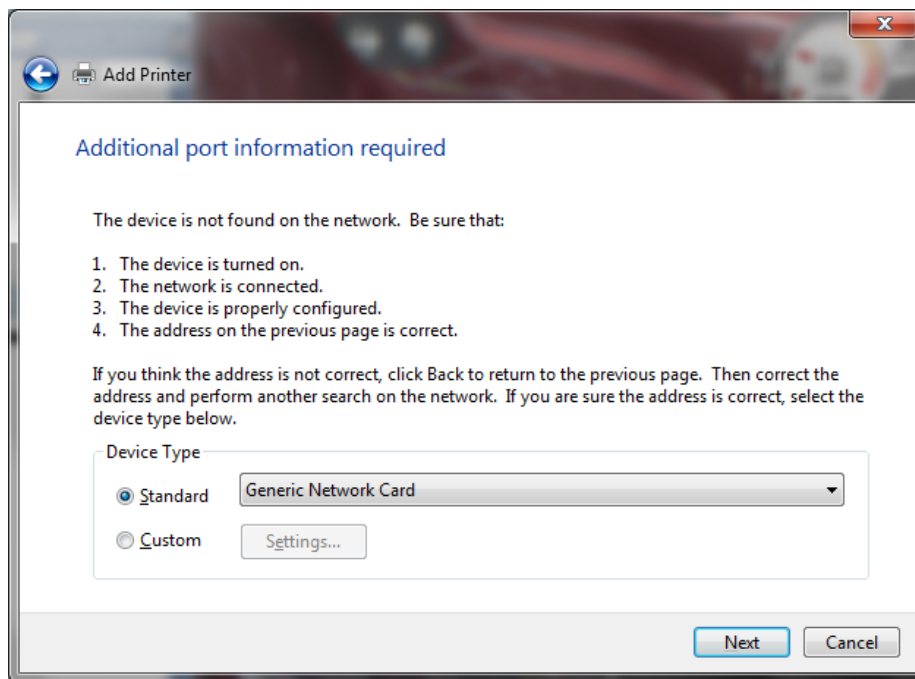 Add Printer
Additional port information required
The device is not found on the network.  Be sure that:
1.  The device is turned on.
2.  The network is connected.
3.  The device is properly configured.
4.  The address on the previous page is correct.
If you think the address is not correct, click Back to return to the previous page.  Then correct the
address and perform another search on the network.  If you are sure the address is correct, select the
device type below.
Device Type
Standard
Generic Network Card
Custom
Settings...
Next
Cancel